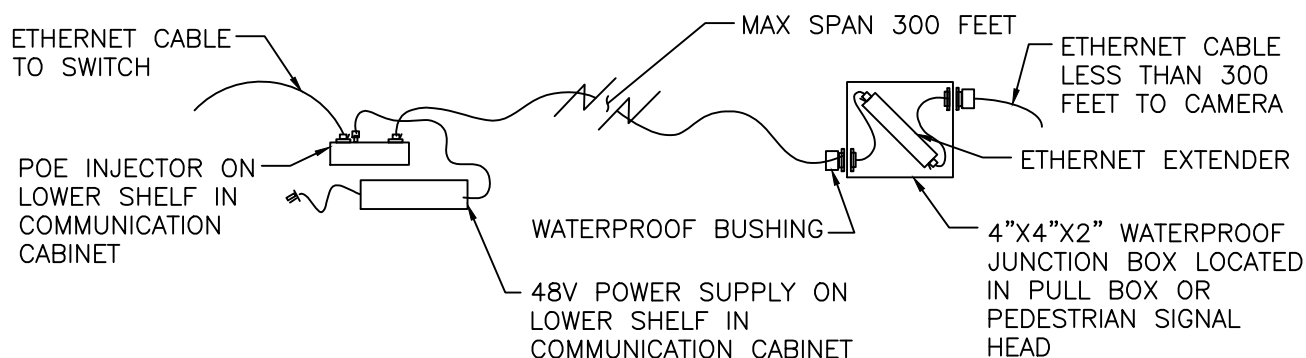 ETHERNET CABLE
TO SWITCH
MAX SPAN 300 FEET
ETHERNET CABLE
LESS THAN 300
FEET TO CAMERA
POE INJECTOR ON
LOWER SHELF IN
COMMUNICATION
CABINET
ETHERNET EXTENDER
WATERPROOF BUSHING
4”X4”X2” WATERPROOF
JUNCTION BOX LOCATED
IN PULL BOX OR
PEDESTRIAN SIGNAL
HEAD
48V POWER SUPPLY ON
LOWER SHELF IN
COMMUNICATION CABINET